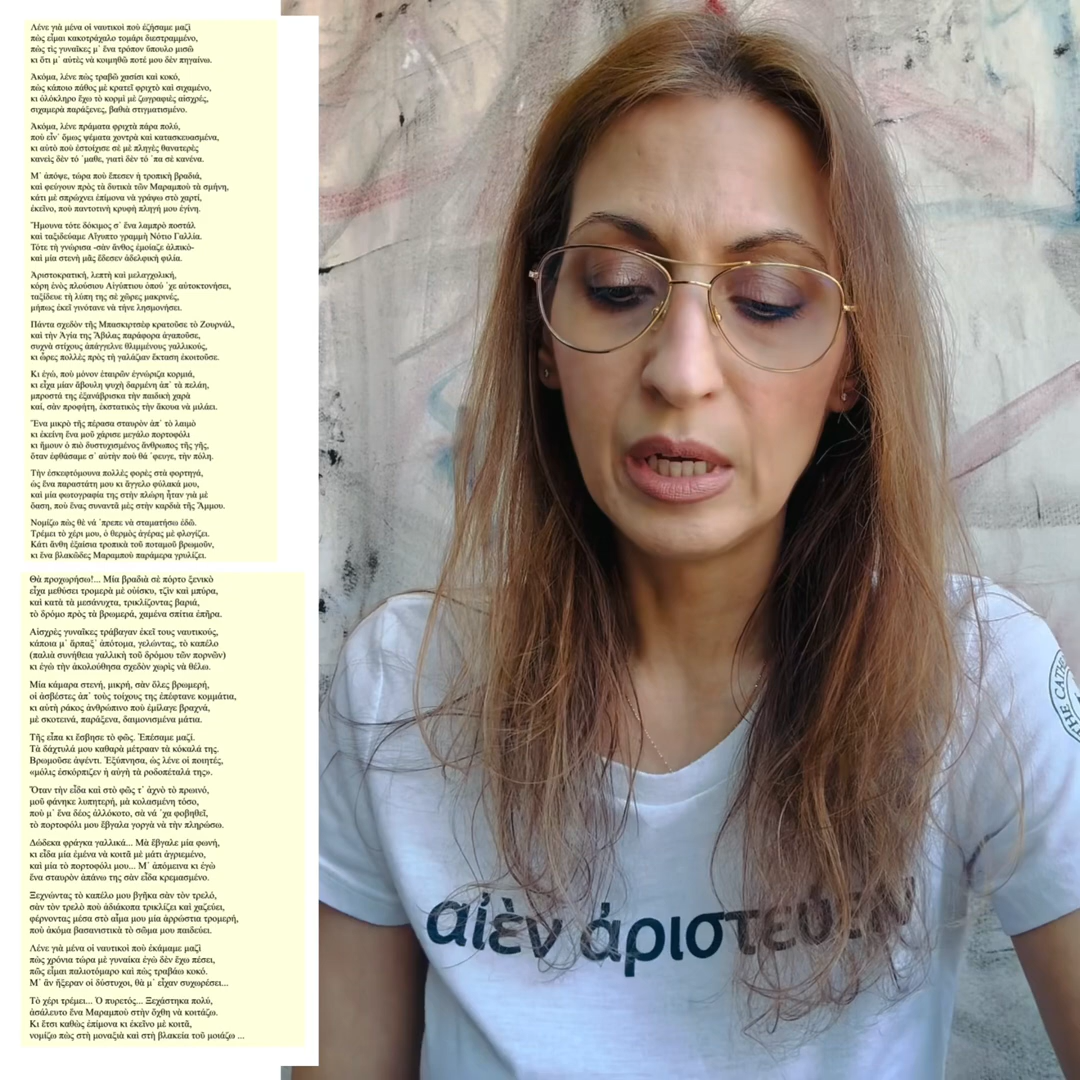 Λένε γιὰ μένα οἱ ναυτικοὶ ποὺ ἐζήσαμε μαζὶ
πὼς εἶμαι κακοτράχαλο τομάρι διεστραμμένο,
πὼς τὶς γυναῖκες μ᾿ ἕνα τρόπον ὕπουλο μισῶ
κι ὅτι μ᾿ αὐτὲς νὰ κοιμηθῶ ποτέ μου δὲν πηγαίνω.
Ἀκόμα, λένε πὼς τραβῶ χασίσι καὶ κοκό,
πὼς κάποιο πάθος μὲ κρατεῖ φριχτὸ καὶ σιχαμένο,
κι ὁλόκληρο ἔχω τὸ κορμὶ μὲ ζωγραφιὲς αἰσχρές,
σιχαμερὰ παράξενες, βαθιὰ στιγματισμένο.
Ἀκόμα, λένε πράματα φριχτὰ πάρα πολύ,
ποὺ εἶν᾿ ὅμως ψέματα χοντρὰ καὶ κατασκευασμένα,
κι αὐτὸ ποὺ ἐστοίχισε σὲ μὲ πληγὲς θανατερὲς
κανεὶς δὲν τό ᾿μαθε, γιατὶ δὲν τό ᾿πα σὲ κανένα.
Μ᾿ ἀπόψε, τώρα ποὺ ἔπεσεν ἡ τροπικὴ βραδιά,
καὶ φεύγουν πρὸς τὰ δυτικὰ τῶν Μαραμποὺ τὰ σμήνη,
κάτι μὲ σπρώχνει ἐπίμονα νὰ γράψω στὸ χαρτί,
ἐκεῖνο, ποὺ παντοτινὴ κρυφὴ πληγή μου ἐγίνη.
Ἤμουνα τότε δόκιμος σ᾿ ἕνα λαμπρὸ ποστάλ
καὶ ταξιδεύαμε Αἴγυπτο γραμμὴ Νότιο Γαλλία.
Τότε τὴ γνώρισα -σὰν ἄνθος ἐμοίαζε ἀλπικό-
καὶ μία στενὴ μᾶς ἔδεσεν ἀδελφικὴ φιλία.
Ἀριστοκρατική, λεπτὴ καὶ μελαγχολική,
κόρη ἑνὸς πλούσιου Αἰγύπτιου ὁποὺ ᾿χε αὐτοκτονήσει,
ταξίδευε τὴ λύπη της σὲ χῶρες μακρινές,
μήπως ἐκεῖ γινότανε νὰ τήνε λησμονήσει.
Πάντα σχεδὸν τῆς Μπασκιρτσὲφ κρατοῦσε τὸ Ζουρνάλ,
καὶ τὴν Ἁγία της Ἄβιλας παράφορα ἀγαποῦσε,
συχνὰ στίχους ἀπάγγελνε θλιμμένους γαλλικούς,
κι ὧρες πολλὲς πρὸς τὴ γαλάζιαν ἔκταση ἐκοιτοῦσε.
Κι ἐγώ, ποὺ μόνον ἑταιρῶν ἐγνώριζα κορμιά,
κι εἶχα μίαν ἄβουλη ψυχὴ δαρμένη ἀπ᾿ τὰ πελάη,
μπροστά της ἐξανάβρισκα τὴν παιδικὴ χαρὰ
καί, σὰν προφήτη, ἐκστατικὸς τὴν ἄκουα νὰ μιλάει.
Ἕνα μικρὸ τῆς πέρασα σταυρὸν ἀπ᾿ τὸ λαιμὸ
κι ἐκείνη ἕνα μοῦ χάρισε μεγάλο πορτοφόλι
κι ἤμουν ὁ πιὸ δυστυχισμένος ἄνθρωπος τῆς γῆς,
ὅταν ἐφθάσαμε σ᾿ αὐτὴν ποὺ θά ᾿φευγε, τὴν πόλη.
Τὴν ἐσκεφτόμουνα πολλὲς φορὲς στὰ φορτηγά,
ὡς ἕνα παραστάτη μου κι ἄγγελο φύλακά μου,
καὶ μία φωτογραφία της στὴν πλώρη ἦταν γιὰ μὲ
ὄαση, ποὺ ἕνας συναντᾶ μὲς στὴν καρδιὰ τῆς Ἄμμου.
Νομίζω πὼς θὲ νά ᾿πρεπε νὰ σταματήσω ἐδῶ.
Τρέμει τὸ χέρι μου, ὁ θερμὸς ἀγέρας μὲ φλογίζει.
Κάτι ἄνθη ἐξαίσια τροπικὰ τοῦ ποταμοῦ βρωμοῦν,
κι ἕνα βλακῶδες Μαραμποὺ παράμερα γρυλίζει.
Θὰ προχωρήσω!... Μία βραδιὰ σὲ πόρτο ξενικὸ
εἶχα μεθύσει τρομερὰ μὲ οὐίσκυ, τζὶν καὶ μπύρα,
καὶ κατὰ τὰ μεσάνυχτα, τρικλίζοντας βαριά,
τὸ δρόμο πρὸς τὰ βρωμερά, χαμένα σπίτια ἐπῆρα.
Αἰσχρὲς γυναῖκες τράβαγαν ἐκεῖ τους ναυτικούς,
κάποια μ᾿ ἅρπαξ᾿ ἀπότομα, γελώντας, τὸ καπέλο
(παλιὰ συνήθεια γαλλικὴ τοῦ δρόμου τῶν πορνῶν)
κι ἐγὼ τὴν ἀκολούθησα σχεδὸν χωρὶς νὰ θέλω.
Μία κάμαρα στενή, μικρή, σὰν ὅλες βρωμερή,
οἱ ἀσβέστες ἀπ᾿ τοὺς τοίχους της ἐπέφτανε κομμάτια,
κι αὐτὴ ράκος ἀνθρώπινο ποὺ ἐμίλαγε βραχνά,
μὲ σκοτεινά, παράξενα, δαιμονισμένα μάτια.
Τῆς εἶπα κι ἔσβησε τὸ φῶς. Ἐπέσαμε μαζί.
Τὰ δάχτυλά μου καθαρὰ μέτρααν τὰ κόκαλά της.
Βρωμοῦσε ἀψέντι. Ἐξύπνησα, ὡς λένε οἱ ποιητές,
«μόλις ἐσκόρπιζεν ἡ αὐγὴ τὰ ροδοπέταλά της».
Ὅταν τὴν εἶδα καὶ στὸ φῶς τ᾿ ἀχνὸ τὸ πρωινό,
μοῦ φάνηκε λυπητερή, μὰ κολασμένη τόσο,
ποὺ μ᾿ ἕνα δέος ἀλλόκοτο, σὰ νά ᾿χα φοβηθεῖ,
τὸ πορτοφόλι μου ἔβγαλα γοργὰ νὰ τὴν πληρώσω.
Δώδεκα φράγκα γαλλικά... Μὰ ἔβγαλε μία φωνή,
κι εἶδα μία ἐμένα νὰ κοιτᾶ μὲ μάτι ἀγριεμένο,
καὶ μία τὸ πορτοφόλι μου... Μ᾿ ἀπόμεινα κι ἐγὼ
ἕνα σταυρὸν ἀπάνω της σὰν εἶδα κρεμασμένο.
Ξεχνώντας τὸ καπέλο μου βγῆκα σὰν τὸν τρελό,
σὰν τὸν τρελὸ ποὺ ἀδιάκοπα τρικλίζει καὶ χαζεύει,
φέρνοντας μέσα στὸ αἷμα μου μία ἀρρώστια τρομερή,
ποὺ ἀκόμα βασανιστικὰ τὸ σῶμα μου παιδεύει.
Λένε γιὰ μένα οἱ ναυτικοὶ ποὺ ἐκάμαμε μαζὶ
πὼς χρόνια τώρα μὲ γυναίκα ἐγὼ δὲν ἔχω πέσει,
πῶς εἶμαι παλιοτόμαρο καὶ πὼς τραβάω κοκό.
Μ᾿ ἂν ἤξεραν οἱ δύστυχοι, θὰ μ᾿ εἶχαν συχωρέσει...
Τὸ χέρι τρέμει... Ὁ πυρετός... Ξεχάστηκα πολύ,
ἀσάλευτο ἕνα Μαραμποὺ στὴν ὄχθη νὰ κοιτάζω.
Κι ἔτσι καθὼς ἐπίμονα κι ἐκεῖνο μὲ κοιτᾶ,
νομίζω πὼς στὴ μοναξιὰ καὶ στὴ βλακεία τοῦ μοιάζω ...
αἰὲν ἀριστεύειν
THE